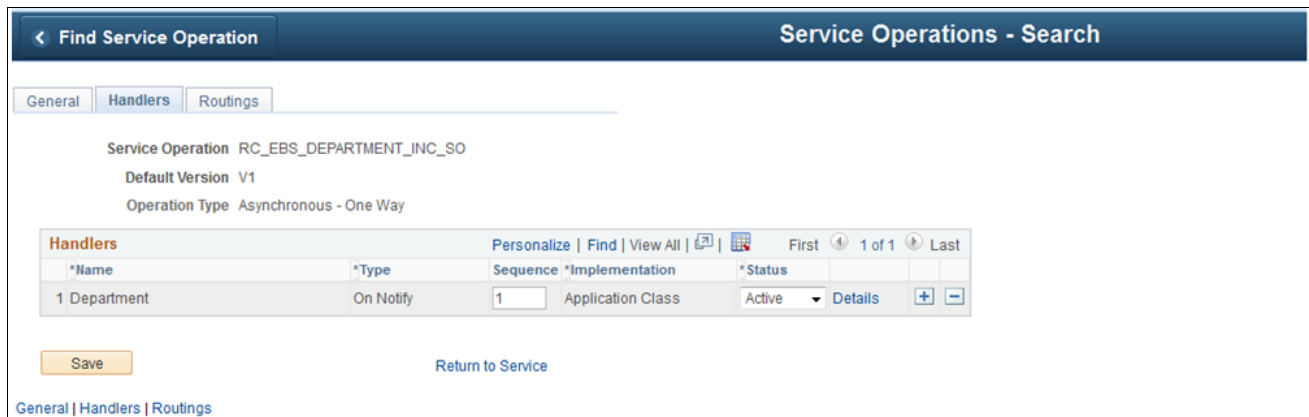 Find Service Operation
Service Operations - Search
General Handlers Routings
Service Operation RC_EBS_DEPARTMENT_INC_SO
Default Version V1
Operation Type Asynchronous - One Way
Handlers Personalize | Find | View All | | First 1 of 1 Last
*Name *Type Sequence *Implementation *Status
1 Department On Notify 1 Application Class Active Details + -
Save Return to Service
General | Handlers | Routings